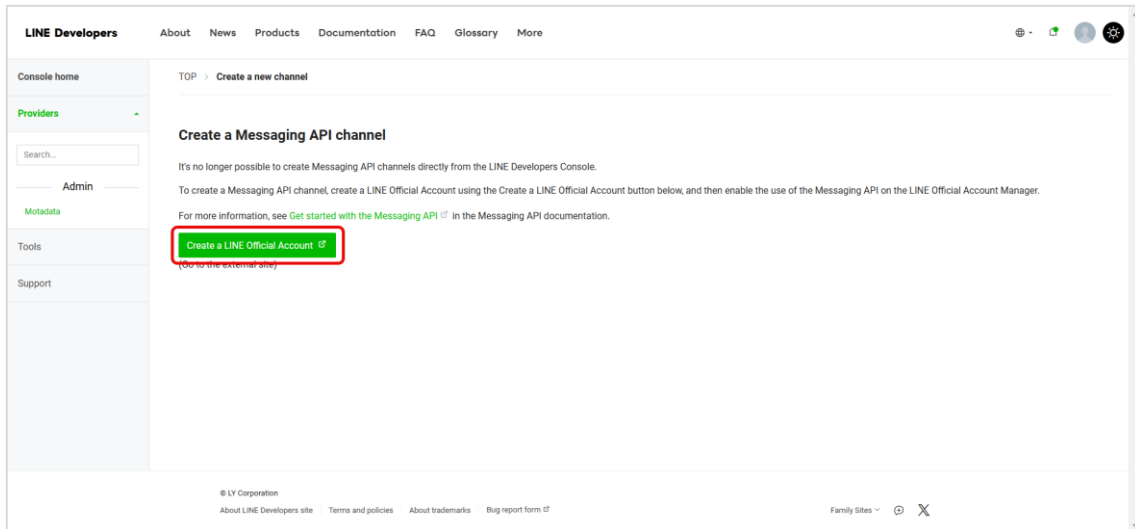 LINE Developers
About News Products Documentation FAQ Glossary More
Console home
TOP > Create a new channel
Providers
Create a Messaging API channel
Search...
It's no longer possible to create Messaging API channels directly from the LINE Developers Console.
Admin
To create a Messaging API channel, create a LINE Official Account using the Create a LINE Official Account button below, and then enable the use of the Messaging API on the LINE Official Account Manager.
Motadata
For more information, see Get started with the Messaging API in the Messaging API documentation.
Tools
Create a LINE Official Account
(Go to the external site)
Support
© LY Corporation
About LINE Developers site Terms and policies About trademarks Bug report form
Family Sites